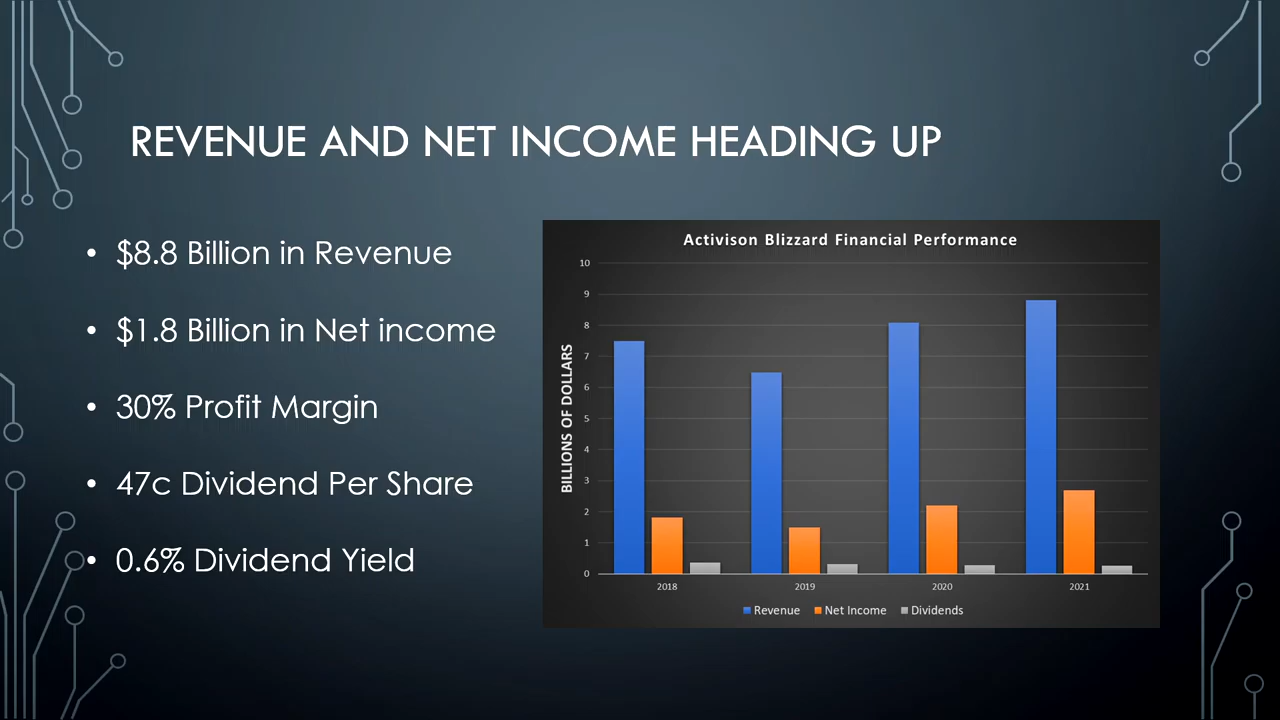 REVENUE AND NET INCOME HEADING UP
• $8.8 Billion in Revenue
• $1.8 Billion in Net income
• 30% Profit Margin
• 47c Dividend Per Share
• 0.6% Dividend Yield
Activison Blizzard Financial Performance
BILLIONS OF DOLLARS
10
9
8
7
6
5
4
3
2
1
0
2018 2019 2020 2021
Revenue Net Income Dividends